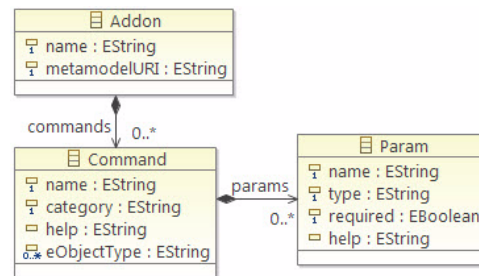 Addon
name : EString
metamodelURI : EString
commands
0..*
Command
name : EString
category : EString
help : EString
eObjectType : EString
params
0..*
Param
name : EString
type : EString
required : EBoolean
help : EString